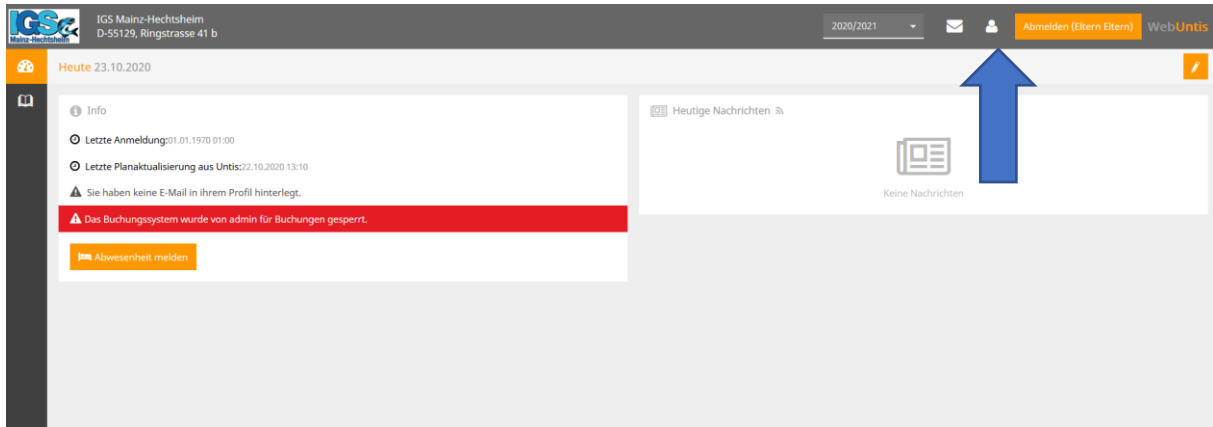 IGS
Mainz-Hechtsheim
IGS Mainz-Hechtsheim
D-55129, Ringstrasse 41 b
2020/2021
Abmelden (Eltern Eltern)
WebUntis
Heute 23.10.2020
Info
Letzte Anmeldung:01.01.1970 01:00
Letzte Planaktualisierung aus Untis:22.10.2020 13:10
Sie haben keine E-Mail in ihrem Profil hinterlegt.
Das Buchungssystem wurde von admin für Buchungen gesperrt.
Abwesenheit melden
Heutige Nachrichten
Keine Nachrichten